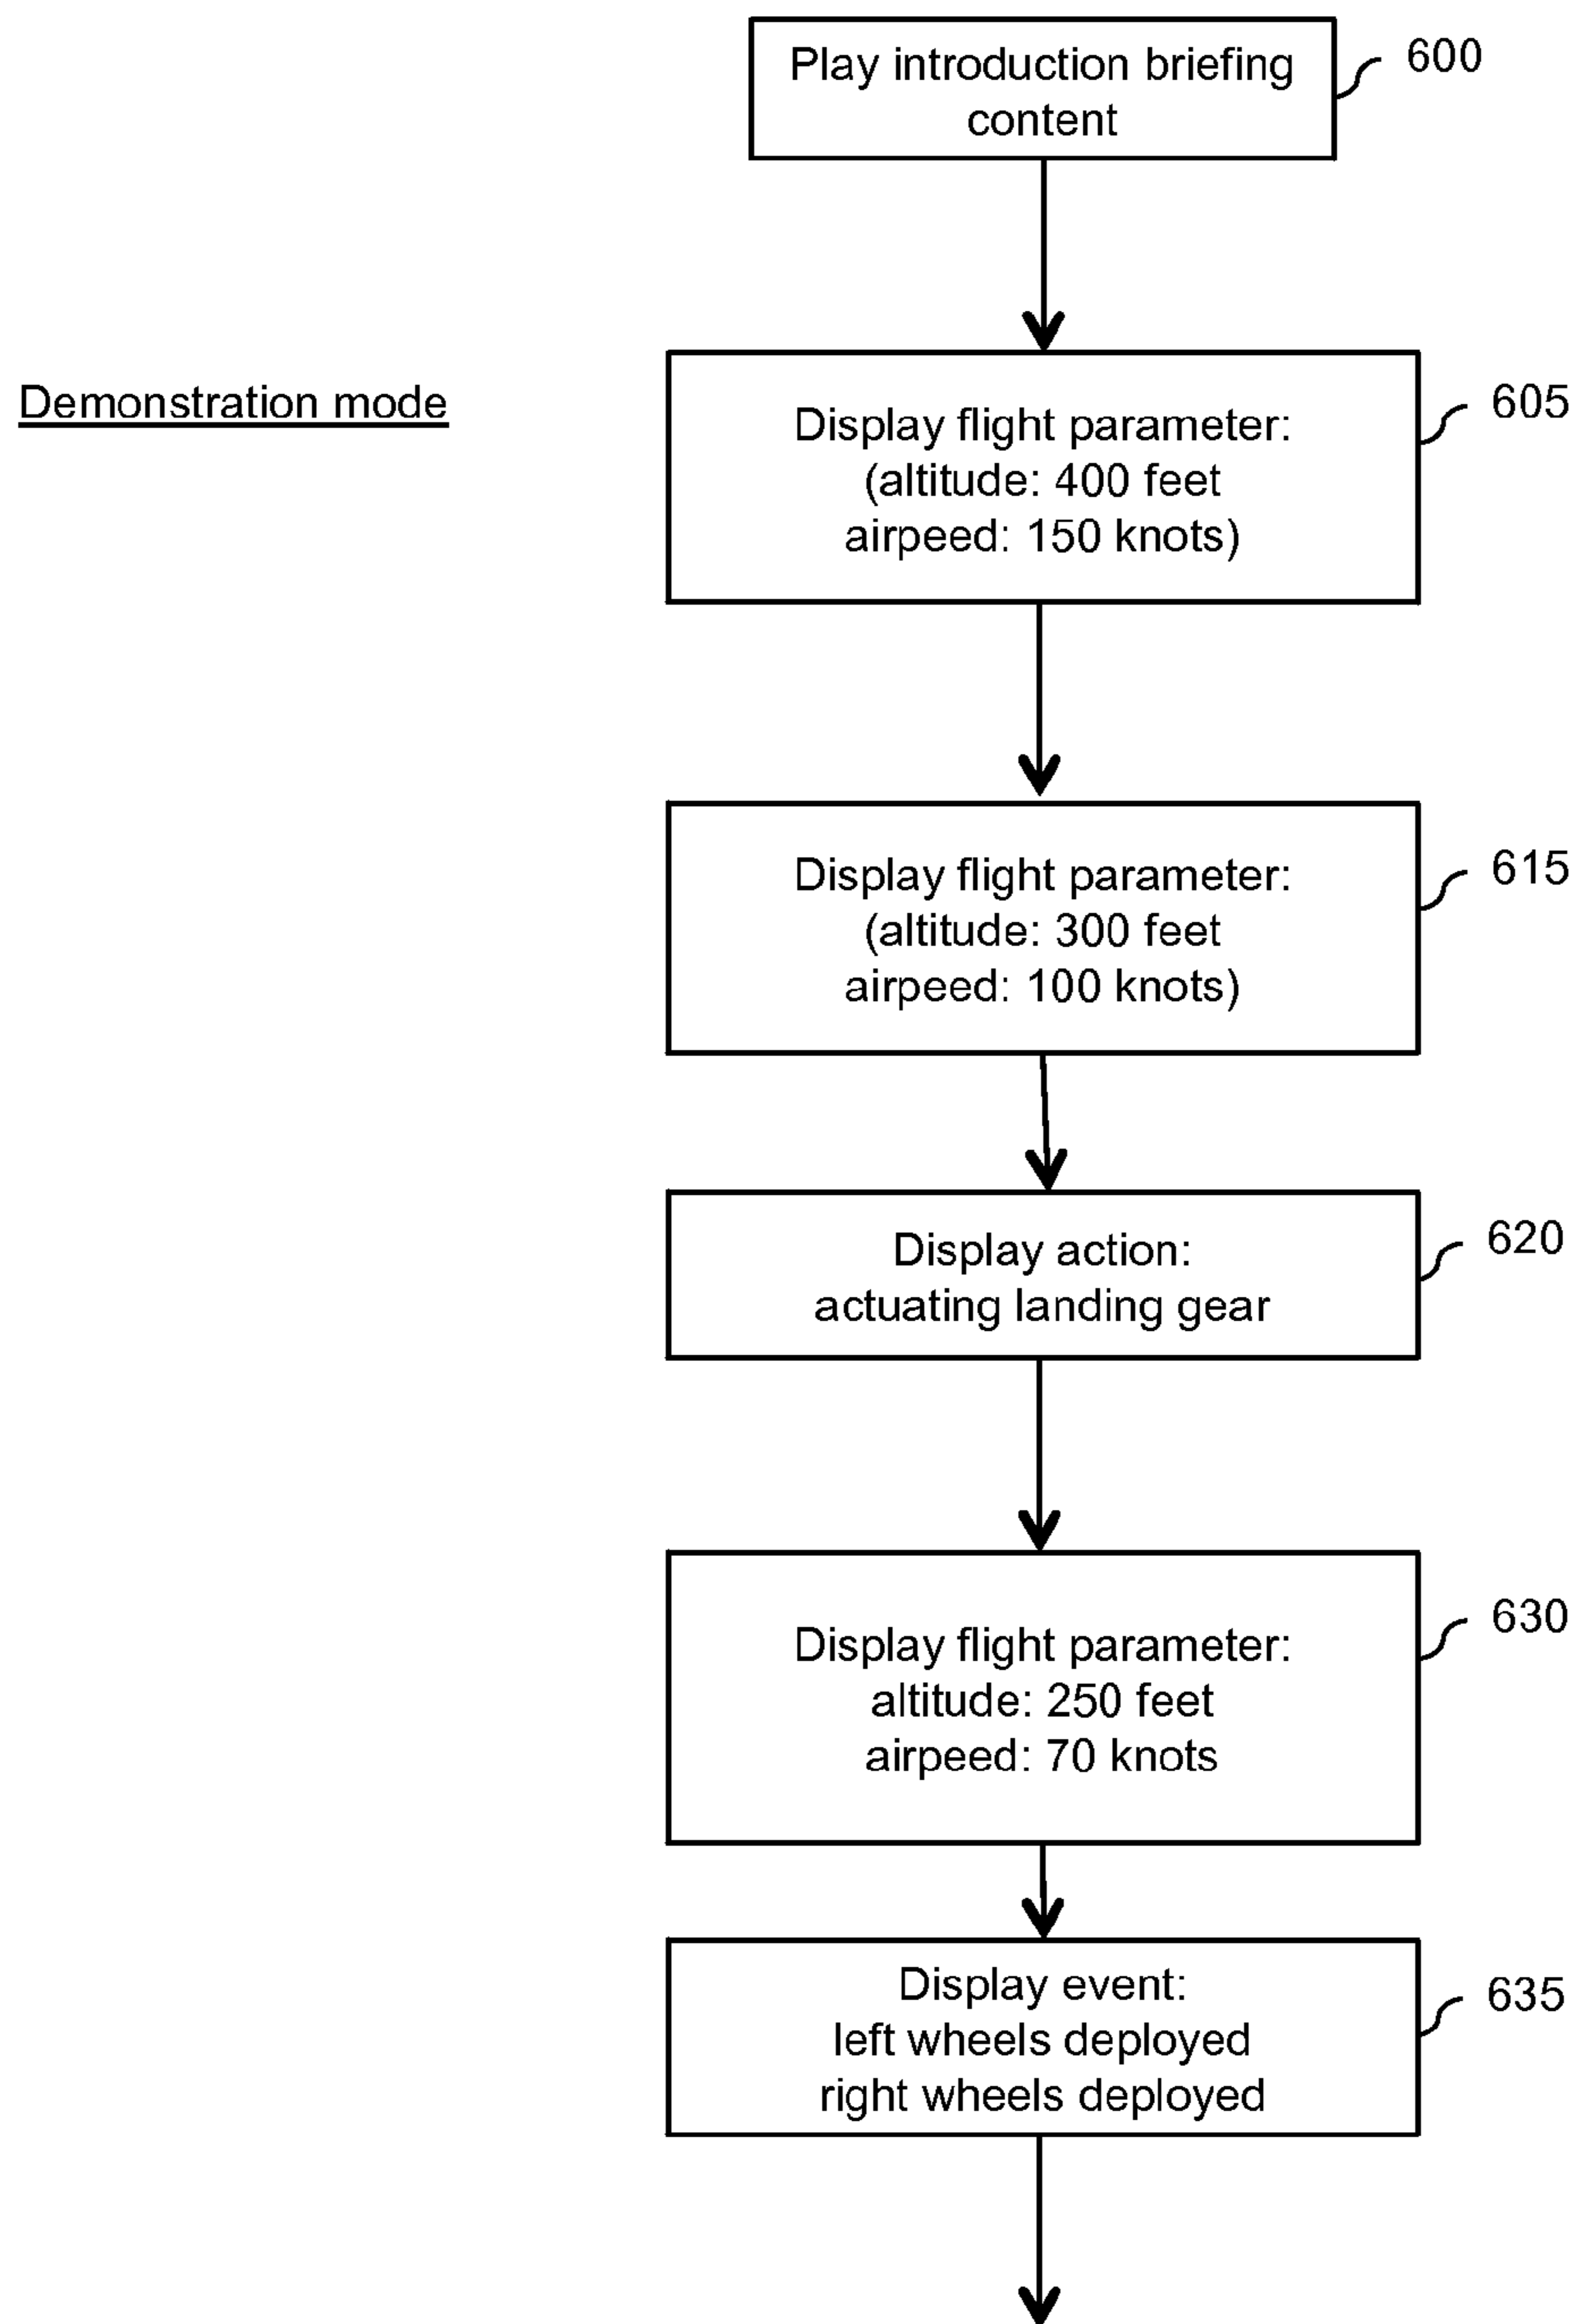 Play introduction briefing
content
600
Demonstration mode
Display flight parameter:
(altitude: 400 feet
airpeed: 150 knots)
605
Display flight parameter:
(altitude: 300 feet
airpeed: 100 knots)
615
Display action:
actuating landing gear
620
Display flight parameter:
altitude: 250 feet
airpeed: 70 knots
630
Display event:
left wheels deployed
right wheels deployed
635